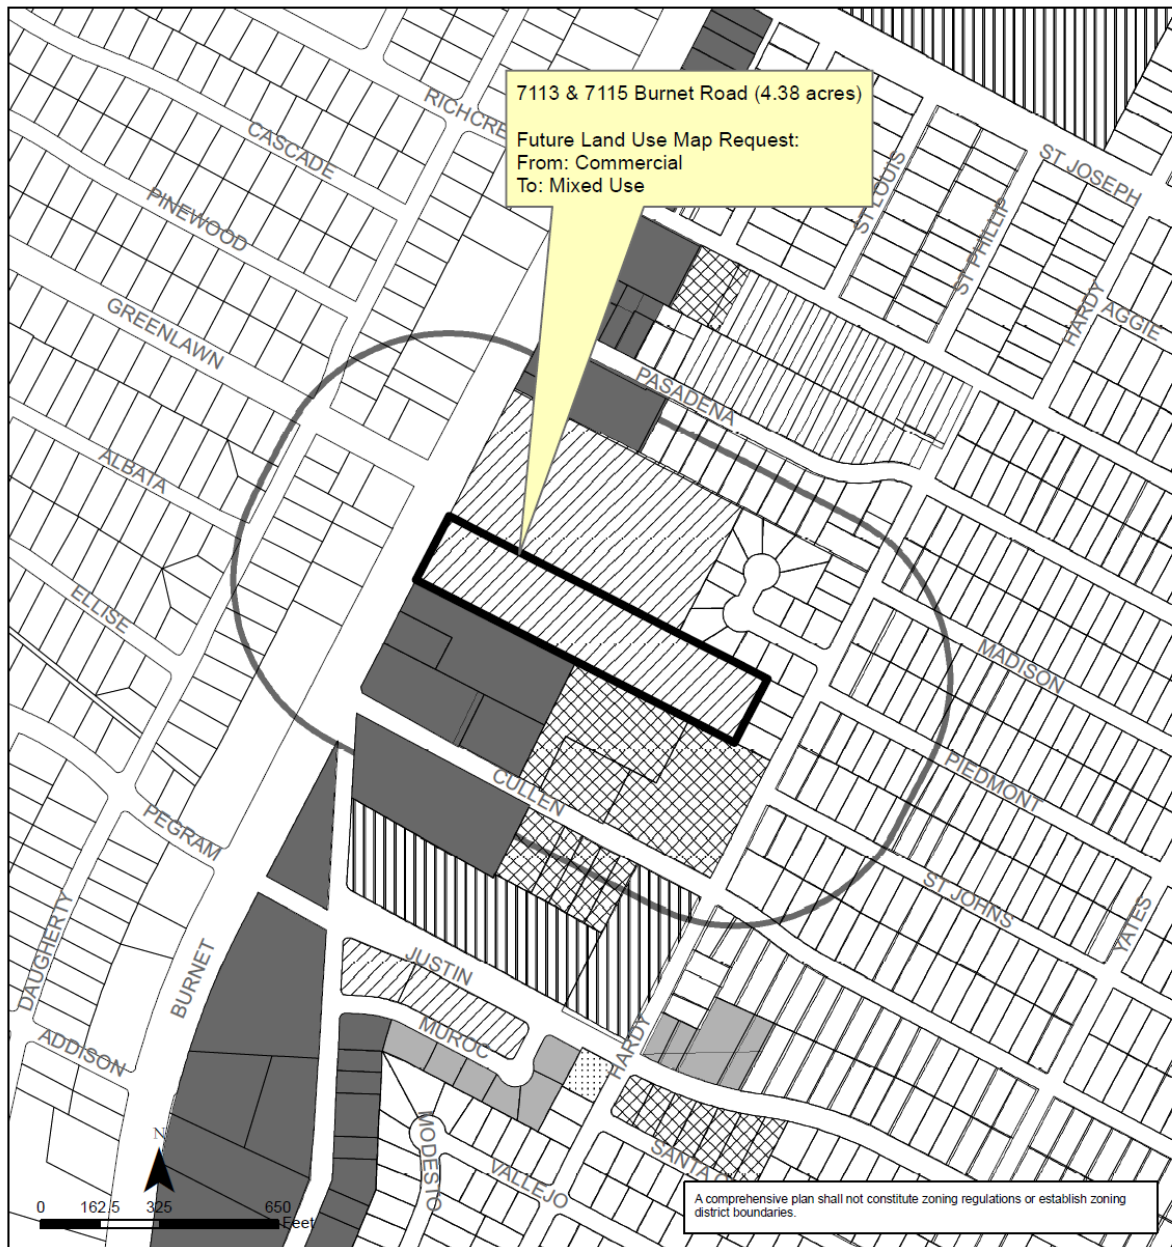 7113 & 7115 Burnet Road (4.38 acres)
Future Land Use Map Request:
From: Commercial
To: Mixed Use
RICHCRE
CASCADE
PINEWOOD
GREENLAWN
ALBATA
ELLISE
PEGRAM
DAUGHERTY
BURNET
ADDISON
ST LOUIS
ST PHILLIP
ST JOSEPH
HARDY
AGGIE
PASADENA
MADISON
PIEDMONT
ST JOHNS
YATES
CULLEN
JUSTIN
MUROC
HARDY
MODESTO
VALLEJO
SANTA
N
0 162.5 325 650
Feet
A comprehensive plan shall not constitute zoning regulations or establish zoning
district boundaries.